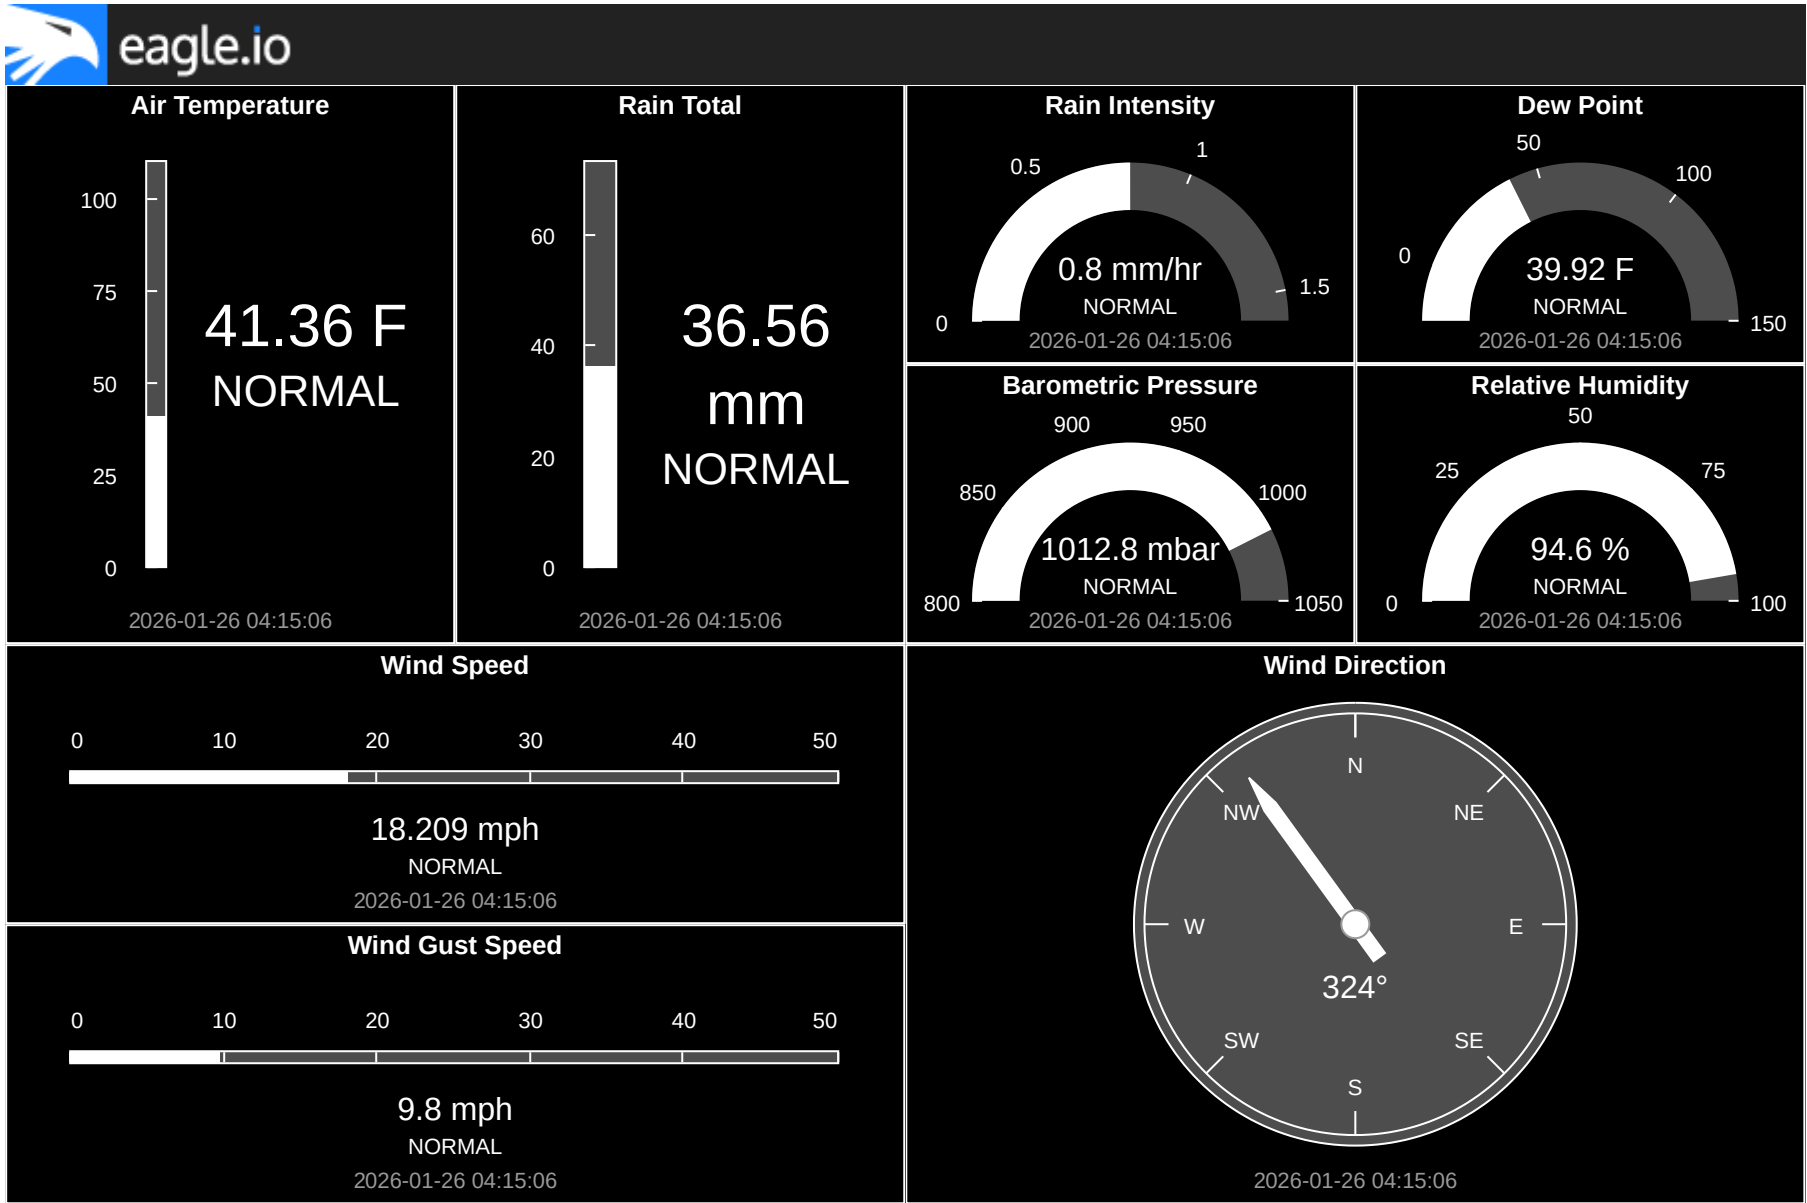 eagle.io
Air Temperature
100
75
50
25
0
41.36 F
NORMAL
2026-01-26 04:15:06
Rain Total
60
40
20
0
36.56
mm
NORMAL
2026-01-26 04:15:06
Rain Intensity
0
0.5
1
1.5
0.8 mm/hr
NORMAL
2026-01-26 04:15:06
Dew Point
0
50
100
150
39.92 F
NORMAL
2026-01-26 04:15:06
Barometric Pressure
800
850
900
950
1000
1050
1012.8 mbar
NORMAL
2026-01-26 04:15:06
Relative Humidity
0
25
50
75
100
94.6 %
NORMAL
2026-01-26 04:15:06
Wind Speed
0 10 20 30 40 50
18.209 mph
NORMAL
2026-01-26 04:15:06
Wind Gust Speed
0 10 20 30 40 50
9.8 mph
NORMAL
2026-01-26 04:15:06
Wind Direction
N
NW NE
W E
324°
SW SE
S
2026-01-26 04:15:06